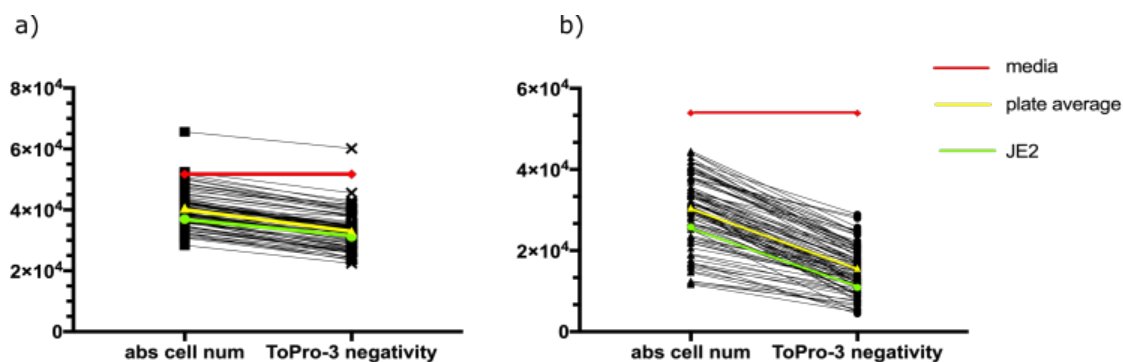 a)
8×10⁴
6×10⁴
4×10⁴
2×10⁴
0
abs cell num ToPro-3 negativity
b)
6×10⁴
4×10⁴
2×10⁴
0
abs cell num ToPro-3 negativity
media
plate average
JE2